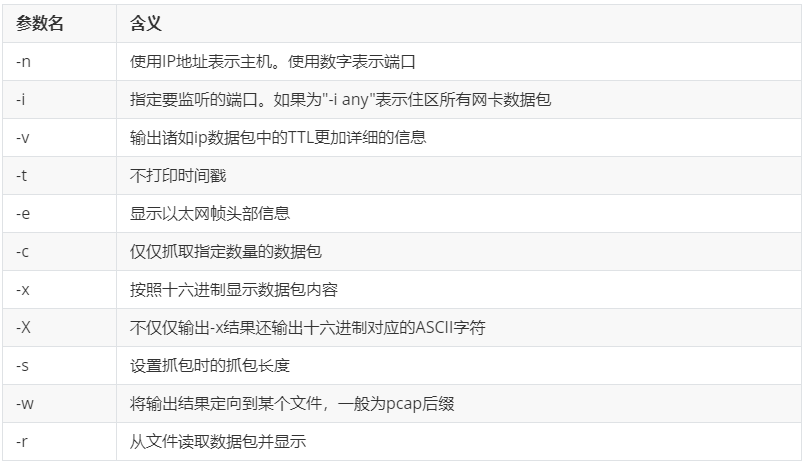 参数名 含义
-n 使用IP地址表示主机。使用数字表示端口
-i 指定要监听的端口。如果为"-i any"表示住区所有网卡数据包
-v 输出诸如ip数据包中的TTL更加详细的信息
-t 不打印时间戳
-e 显示以太网帧头部信息
-c 仅仅抓取指定数量的数据包
-x 按照十六进制显示数据包内容
-X 不仅仅输出-x结果还输出十六进制对应的ASCII字符
-s 设置抓包时的抓包长度
-w 将输出结果定向到某个文件，一般为pcap后缀
-r 从文件读取数据包并显示